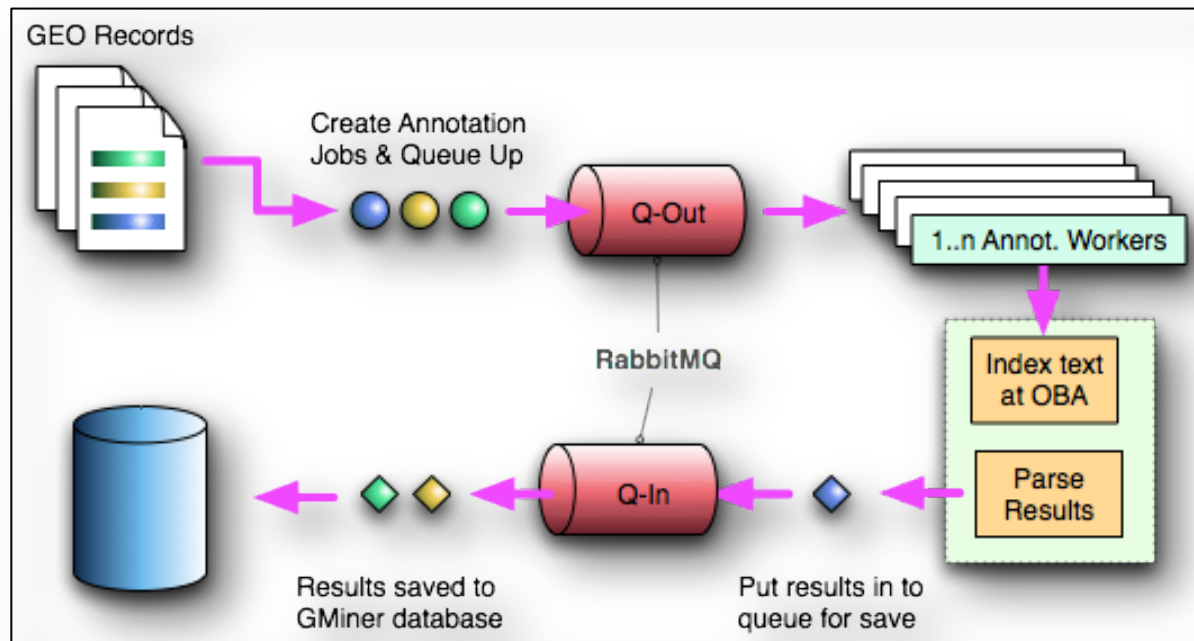 GEO Records
Create Annotation
Jobs & Queue Up
Q-Out
1..n Annot. Workers
RabbitMQ
Index text
at OBA
Parse
Results
Q-In
Results saved to
GMiner database
Put results in to
queue for save